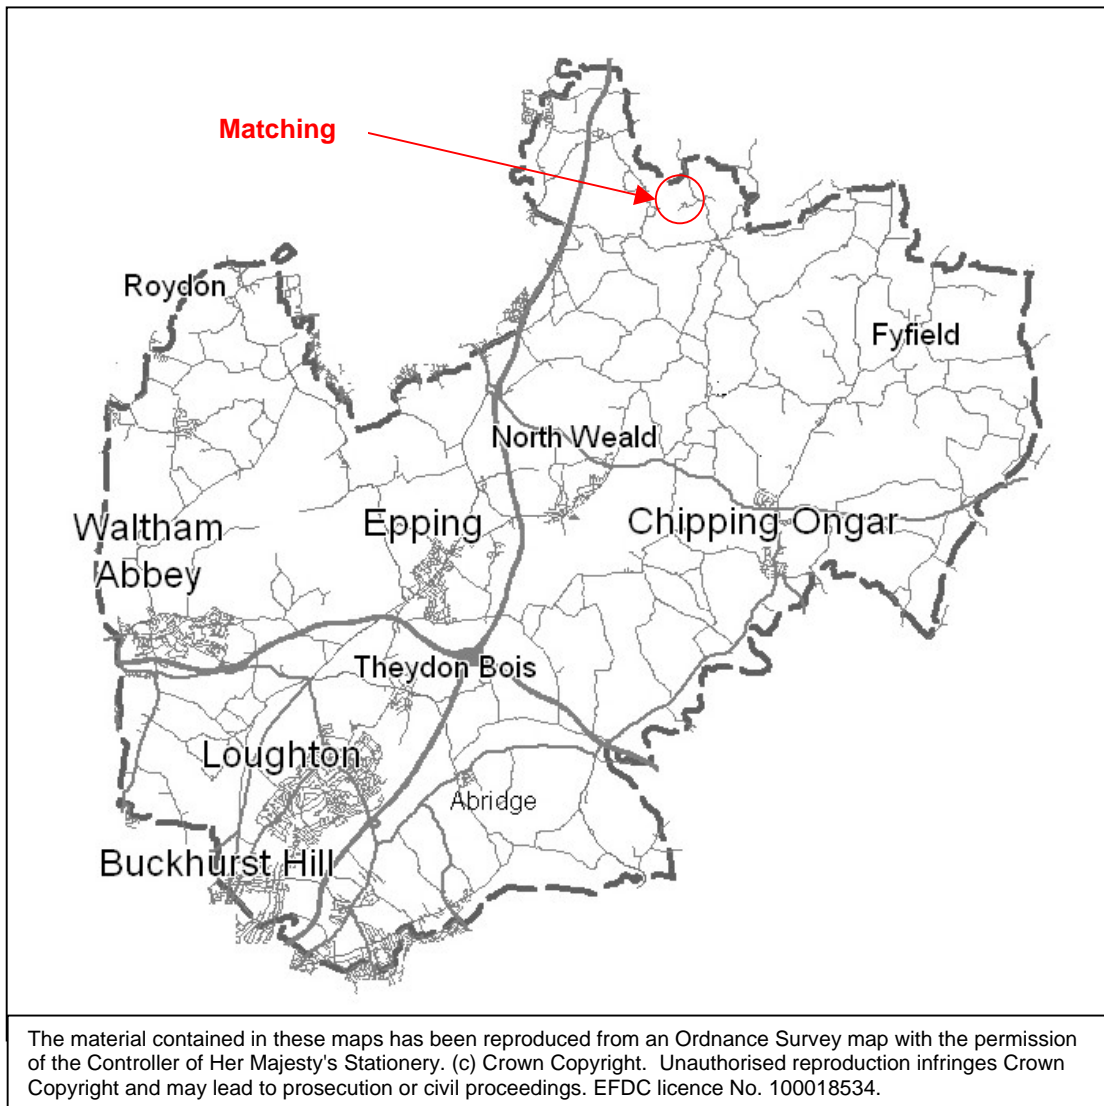 Matching
Roydon
Fyfield
North Weald
Waltham
Abbey
Epping
Chipping Ongar
Theydon Bois
Loughton
Abridge
Buckhurst Hill
The material contained in these maps has been reproduced from an Ordnance Survey map with the permission
of the Controller of Her Majesty's Stationery. (c) Crown Copyright.  Unauthorised reproduction infringes Crown
Copyright and may lead to prosecution or civil proceedings. EFDC licence No. 100018534.